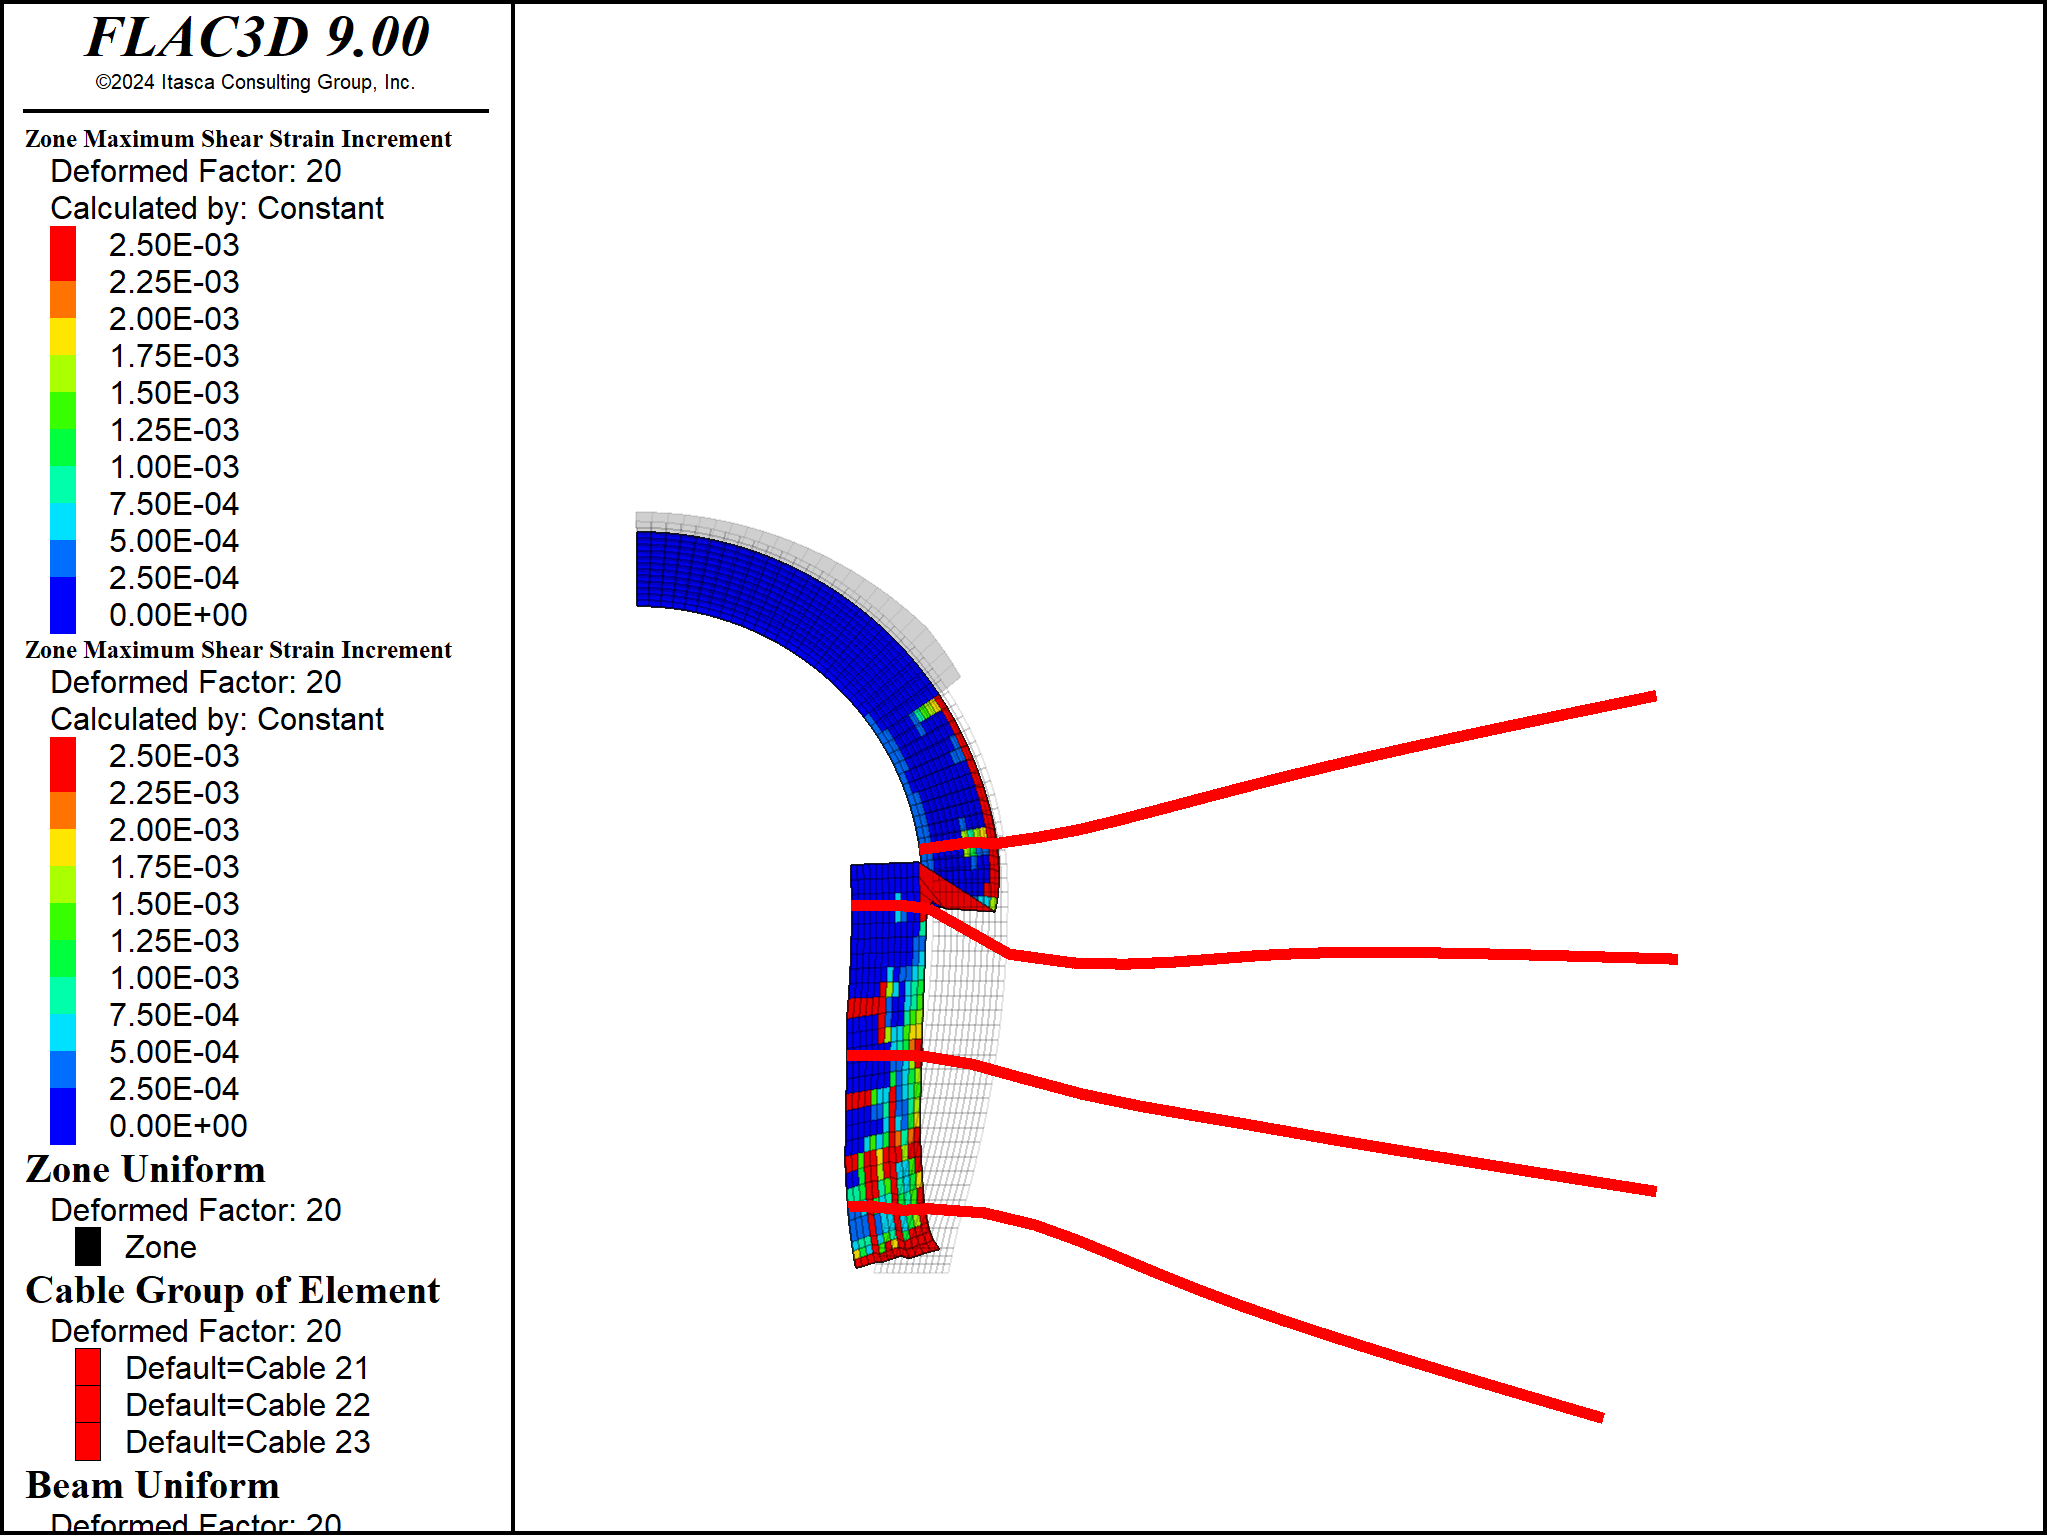 FLAC3D 9.00
©2024 Itasca Consulting Group, Inc.
Zone Maximum Shear Strain Increment
Deformed Factor: 20
Calculated by: Constant
2.50E-03
2.25E-03
2.00E-03
1.75E-03
1.50E-03
1.25E-03
1.00E-03
7.50E-04
5.00E-04
2.50E-04
0.00E+00
Zone Maximum Shear Strain Increment
Deformed Factor: 20
Calculated by: Constant
2.50E-03
2.25E-03
2.00E-03
1.75E-03
1.50E-03
1.25E-03
1.00E-03
7.50E-04
5.00E-04
2.50E-04
0.00E+00
Zone Uniform
Deformed Factor: 20
Zone
Cable Group of Element
Deformed Factor: 20
Default=Cable 21
Default=Cable 22
Default=Cable 23
Beam Uniform
Deformed Factor: 20